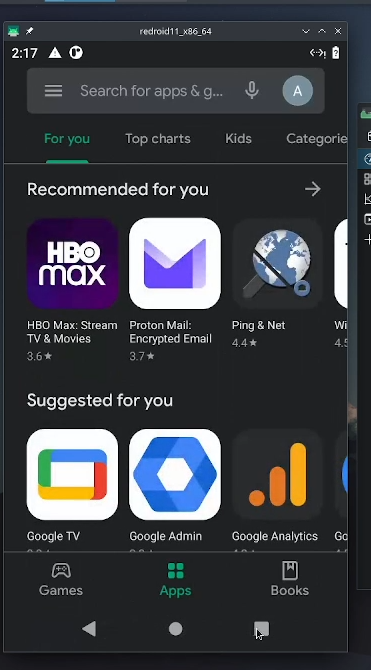 redroid11_x86_64
2:17
Search for apps & g...
A
For you
Top charts
Kids
Categorie
Recommended for you
HBO
max
HBO Max: Stream
TV & Movies
3.6★
Proton Mail:
Encrypted Email
3.7★
Ping & Net
4.4★
Wi
4.5
Suggested for you
Google TV
Google Admin
Google Analytics
Go
Games
Apps
Books